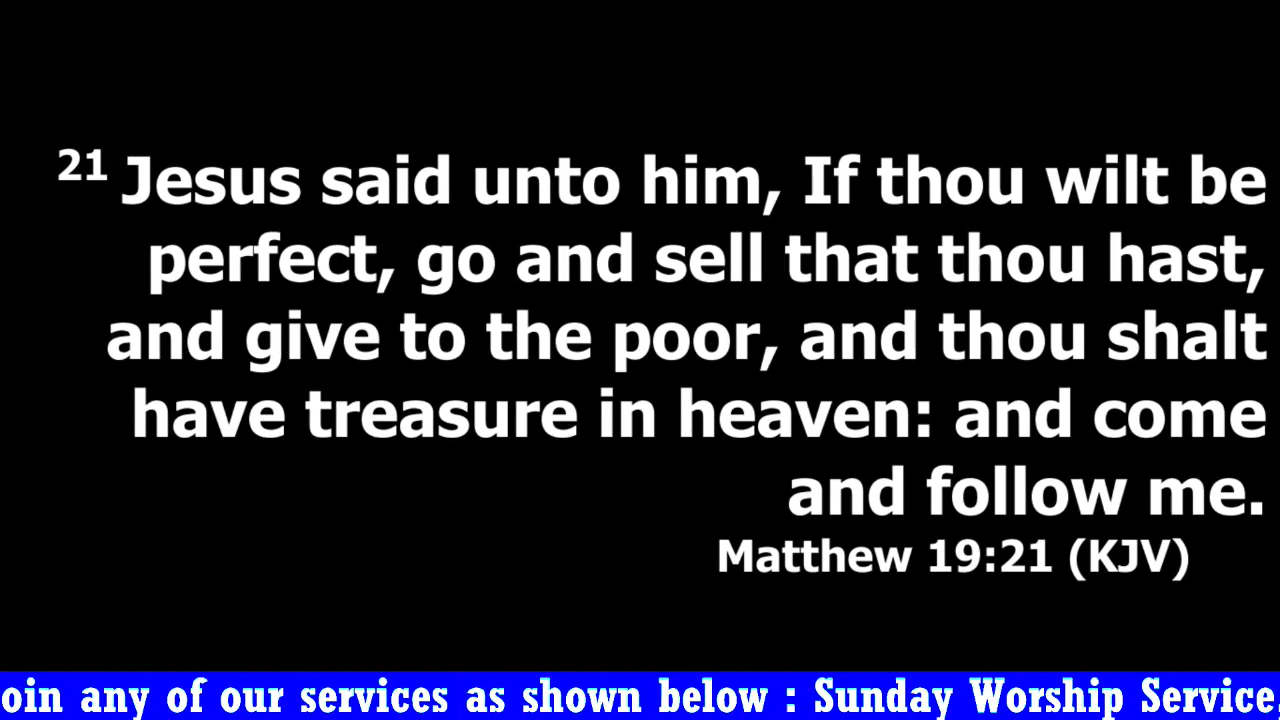 21 Jesus said unto him, If thou wilt be
perfect, go and sell that thou hast,
and give to the poor, and thou shalt
have treasure in heaven: and come
and follow me.
Matthew 19:21 (KJV)
oin any of our services as shown below : Sunday Worship Service,